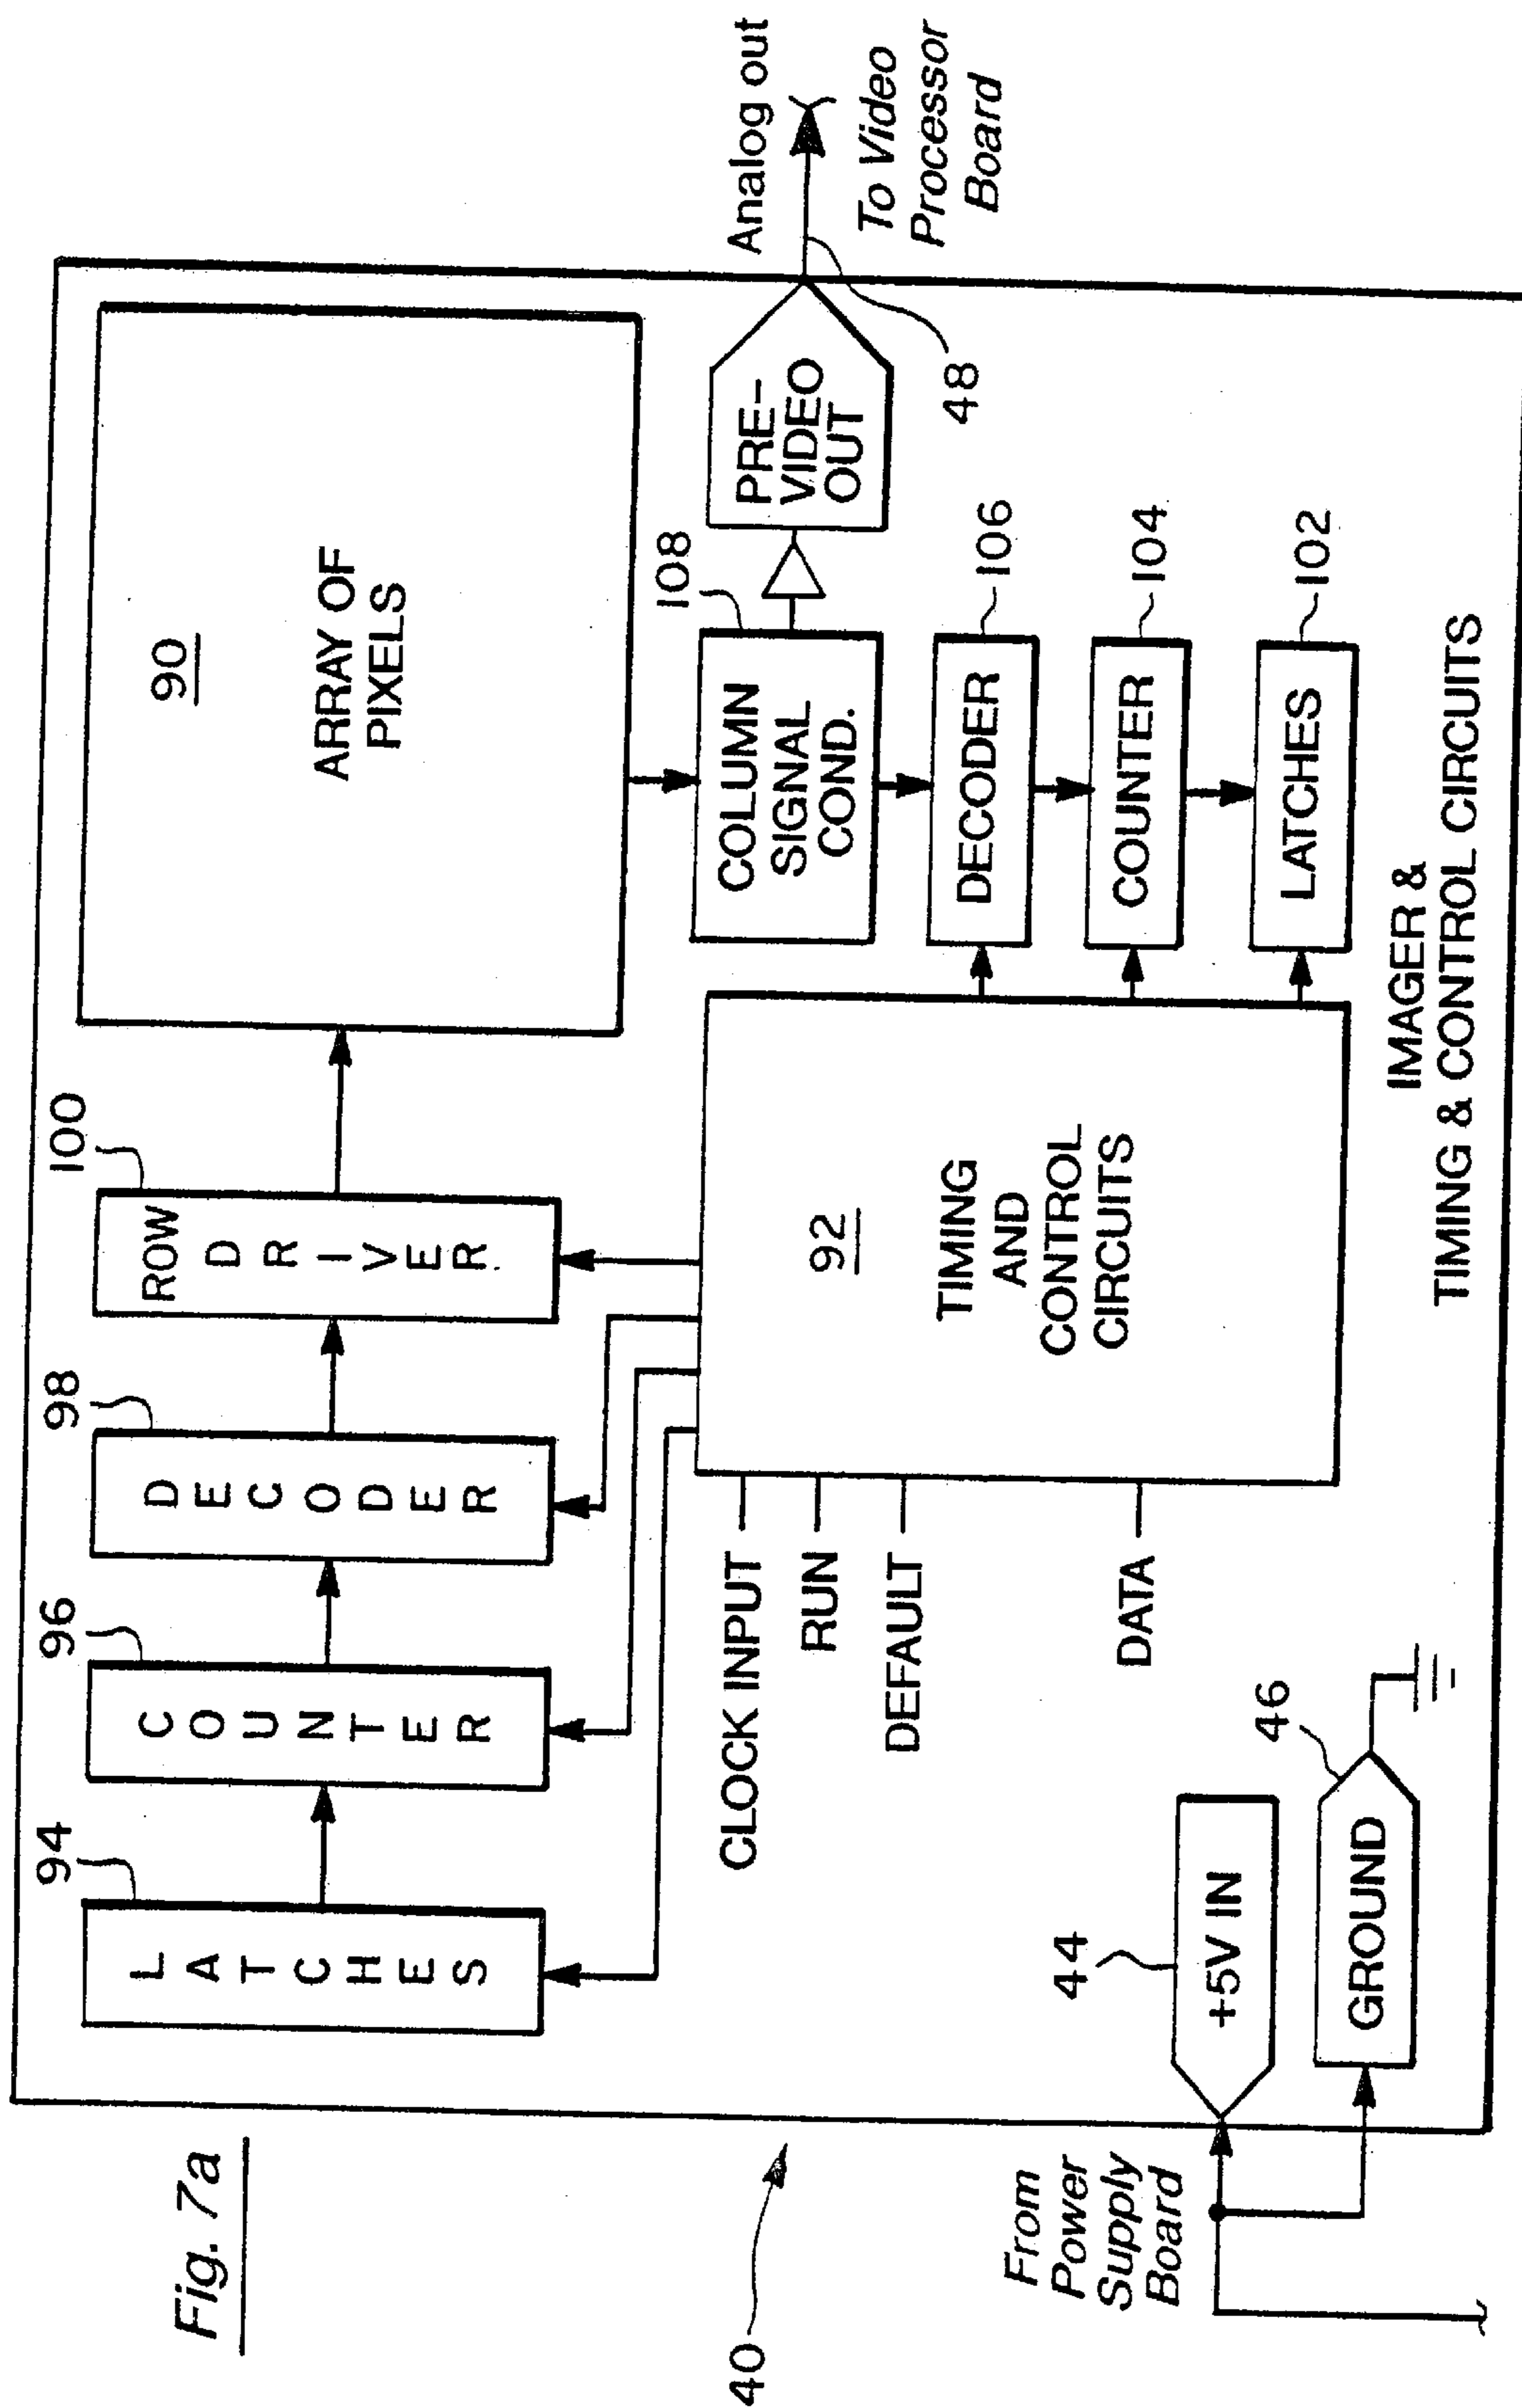 Fig. 7a
40
94
LATCHES
96
COUNTER
98
DECODER
100
ROW
DRIVER
90
ARRAY OF
PIXELS
92
TIMING
AND
CONTROL
CIRCUITS
CLOCK INPUT
RUN
DEFAULT
DATA
108
COLUMN
SIGNAL
COND.
PRE-
VIDEO
OUT
Analog out
48
To Video
Processor
Board
DECODER
106
COUNTER
104
LATCHES
102
From
Power
Supply
Board
44
+5V IN
46
GROUND
IMAGER &
TIMING & CONTROL CIRCUITS